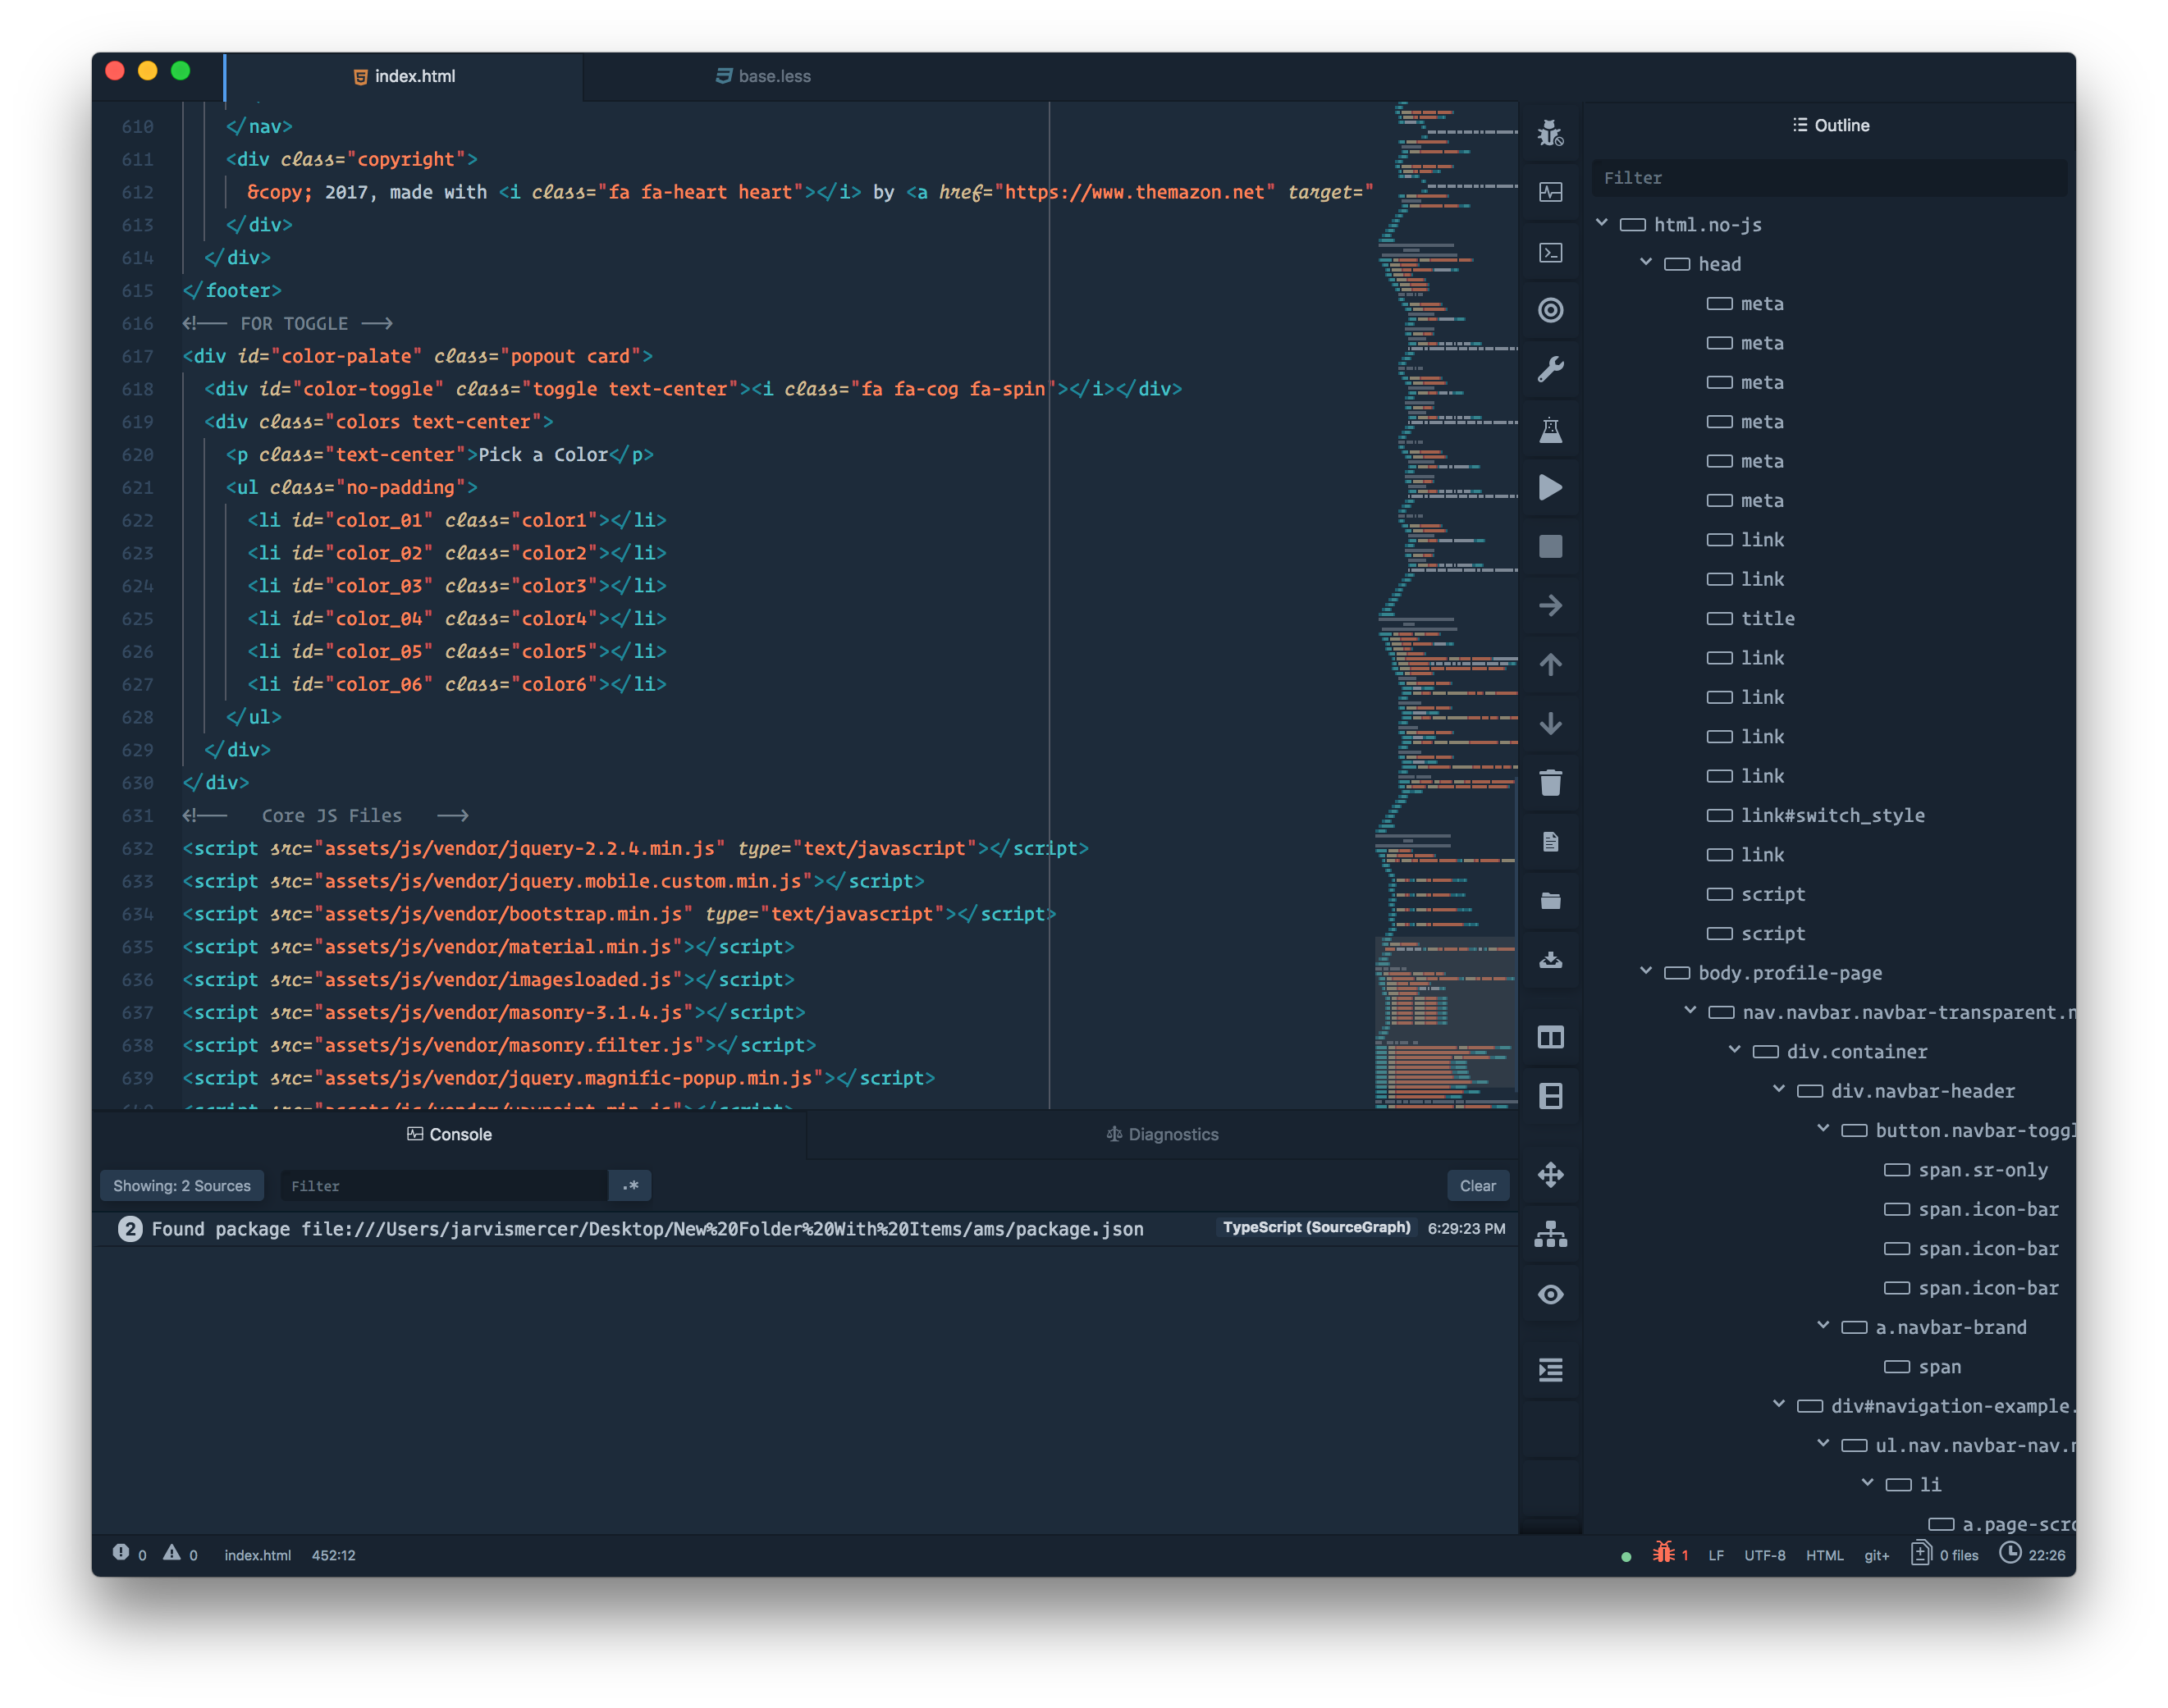 index.html
base.less
610 </nav>
611 <div class="copyright">
612 &copy; 2017, made with <i class="fa fa-heart heart"></i> by <a href="https://www.themazon.net" target="
613 </div>
614 </div>
615 </footer>
616 <!-- FOR TOGGLE -->
617 <div id="color-palate" class="popout card">
618 <div id="color-toggle" class="toggle text-center"><i class="fa fa-cog fa-spin"></i></div>
619 <div class="colors text-center">
620 <p class="text-center">Pick a Color</p>
621 <ul class="no-padding">
622 <li id="color_01" class="color1"></li>
623 <li id="color_02" class="color2"></li>
624 <li id="color_03" class="color3"></li>
625 <li id="color_04" class="color4"></li>
626 <li id="color_05" class="color5"></li>
627 <li id="color_06" class="color6"></li>
628 </ul>
629 </div>
630 </div>
631 <!--   Core JS Files   -->
632 <script src="assets/js/vendor/jquery-2.2.4.min.js" type="text/javascript"></script>
633 <script src="assets/js/vendor/jquery.mobile.custom.min.js"></script>
634 <script src="assets/js/vendor/bootstrap.min.js" type="text/javascript"></script>
635 <script src="assets/js/vendor/material.min.js"></script>
636 <script src="assets/js/vendor/imagesloaded.js"></script>
637 <script src="assets/js/vendor/masonry-3.1.4.js"></script>
638 <script src="assets/js/vendor/masonry.filter.js"></script>
639 <script src="assets/js/vendor/jquery.magnific-popup.min.js"></script>
Console
Diagnostics
Showing: 2 Sources
Filter
.*
Clear
2 Found package file:///Users/jarvismercer/Desktop/New%20Folder%20With%20Items/ams/package.json TypeScript (SourceGraph) 6:29:23 PM
Outline
Filter
html.no-js
head
meta
meta
meta
meta
meta
meta
link
link
title
link
link
link
link
link#switch_style
link
script
script
body.profile-page
nav.navbar.navbar-transparent.n
div.container
div.navbar-header
button.navbar-toggl
span.sr-only
span.icon-bar
span.icon-bar
span.icon-bar
a.navbar-brand
span
div#navigation-example.
ul.nav.navbar-nav.n
li
a.page-scro
0 0 index.html 452:12 1 LF UTF-8 HTML git+ 0 files 22:26